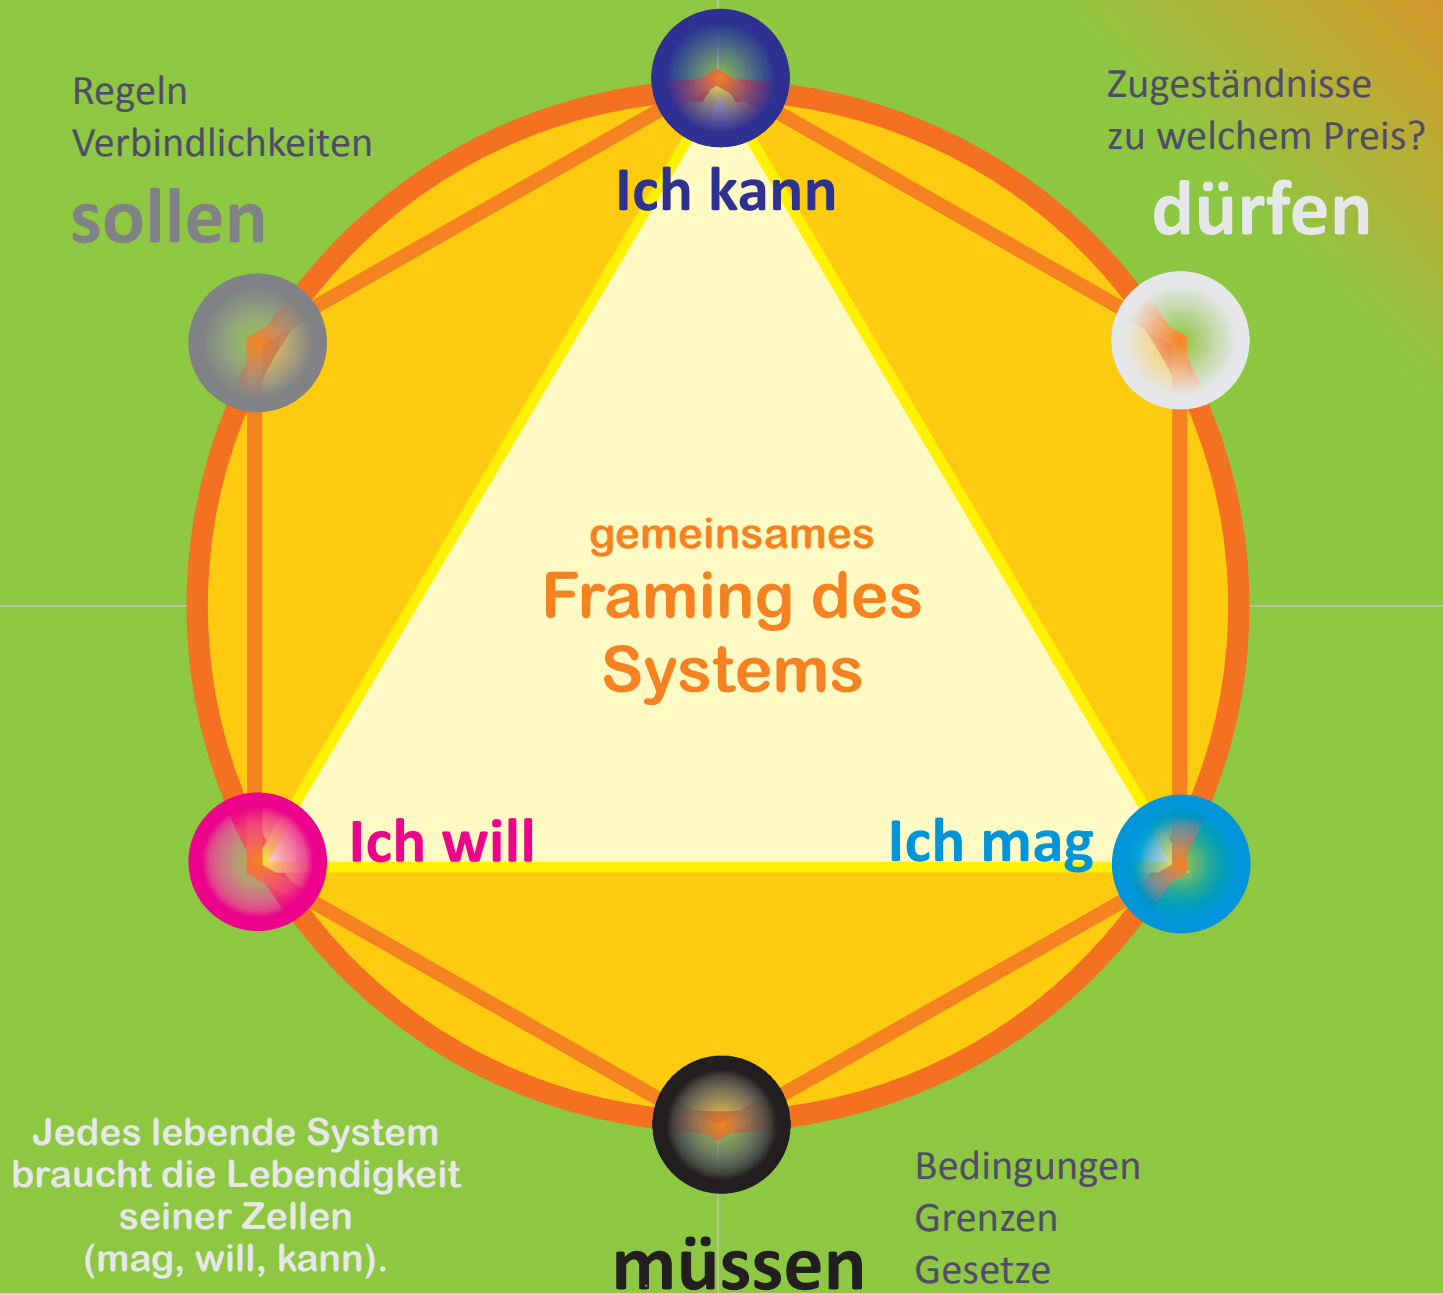 Regeln
Verbindlichkeiten
sollen
Ich kann
Zugeständnisse
zu welchem Preis?
dürfen
gemeinsames
Framing des
Systems
Ich will
Ich mag
Jedes lebende System
braucht die Lebendigkeit
seiner Zellen
(mag, will, kann).
müssen
Bedingungen
Grenzen
Gesetze